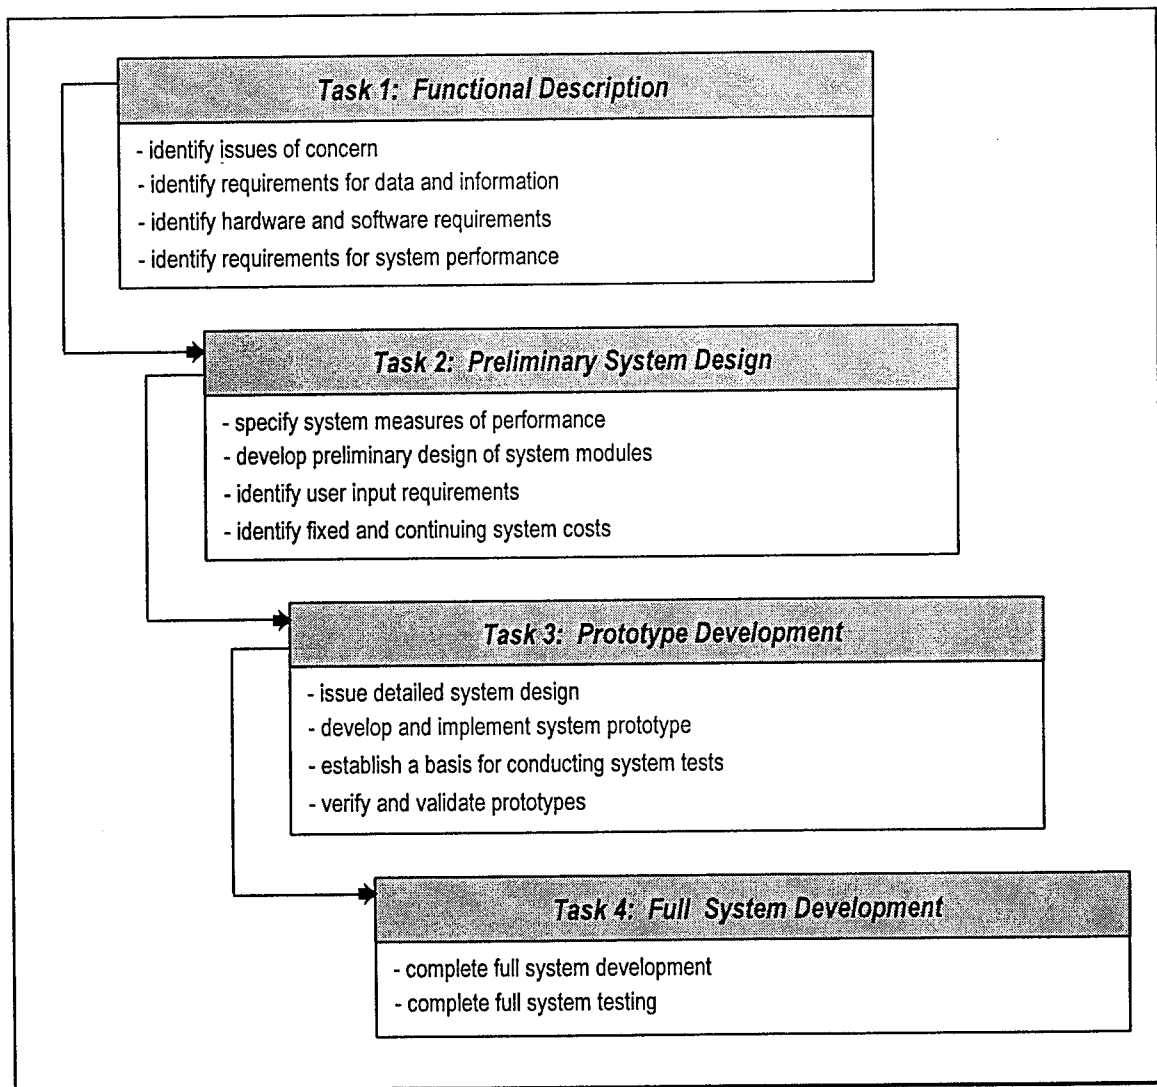 Task 1: Functional Description
- identify issues of concern
- identify requirements for data and information
- identify hardware and software requirements
- identify requirements for system performance
Task 2: Preliminary System Design
- specify system measures of performance
- develop preliminary design of system modules
- identify user input requirements
- identify fixed and continuing system costs
Task 3: Prototype Development
- issue detailed system design
- develop and implement system prototype
- establish a basis for conducting system tests
- verify and validate prototypes
Task 4: Full System Development
- complete full system development
- complete full system testing